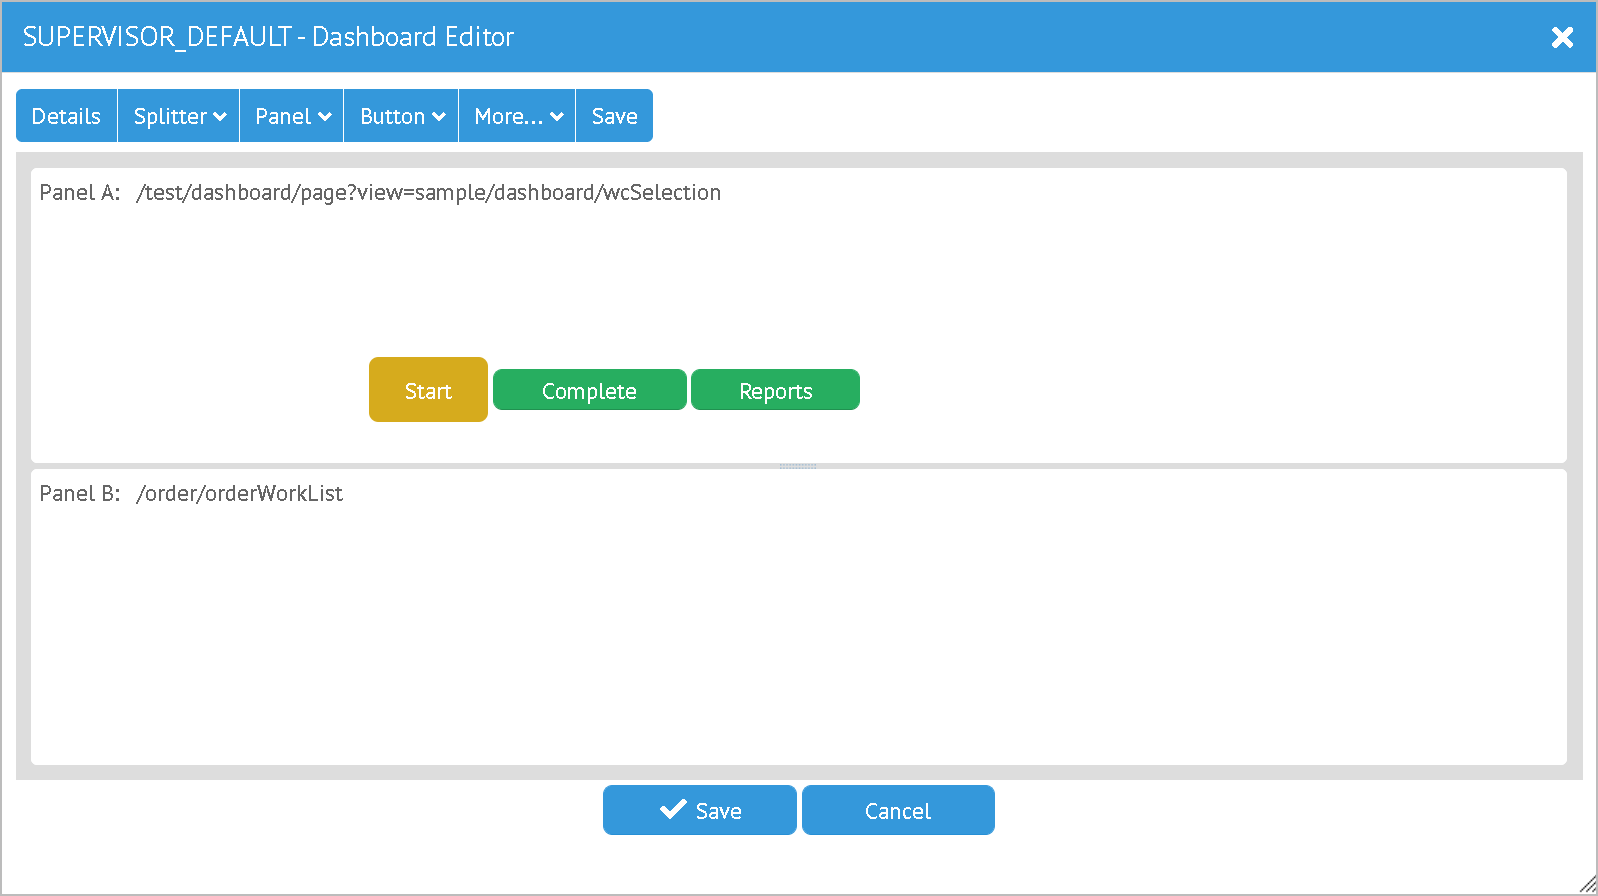 SUPERVISOR_DEFAULT - Dashboard Editor
Details Splitter Panel Button More... Save
Panel A: /test/dashboard/page?view=sample/dashboard/wcSelection
Start Complete Reports
Panel B: /order/orderWorkList
Save Cancel